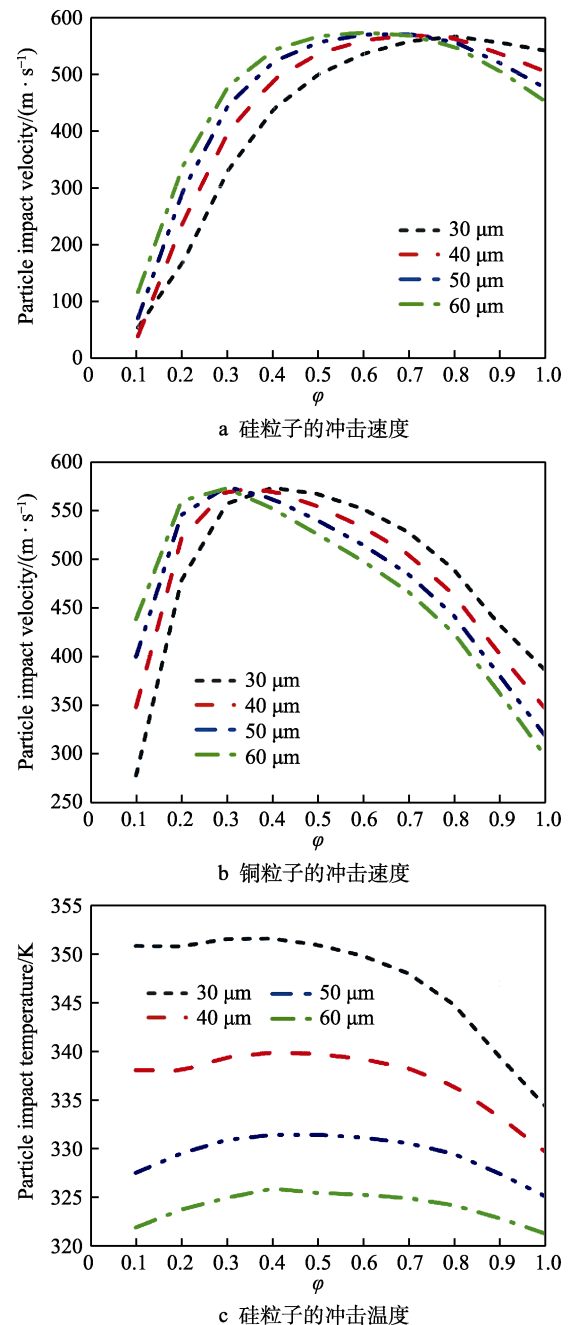 600
500
400
300
200
100
0
Particle impact velocity/(m · s⁻¹)
30 μm
40 μm
50 μm
60 μm
0 0.1 0.2 0.3 0.4 0.5 0.6 0.7 0.8 0.9 1.0
φ
a 硅粒子的冲击速度
600
550
500
450
400
350
300
250
Particle impact velocity/(m · s⁻¹)
30 μm
40 μm
50 μm
60 μm
0 0.1 0.2 0.3 0.4 0.5 0.6 0.7 0.8 0.9 1.0
φ
b 铜粒子的冲击速度
355
350
345
340
335
330
325
320
Particle impact temperature/K
30 μm 50 μm
40 μm 60 μm
0 0.1 0.2 0.3 0.4 0.5 0.6 0.7 0.8 0.9 1.0
φ
c 硅粒子的冲击温度